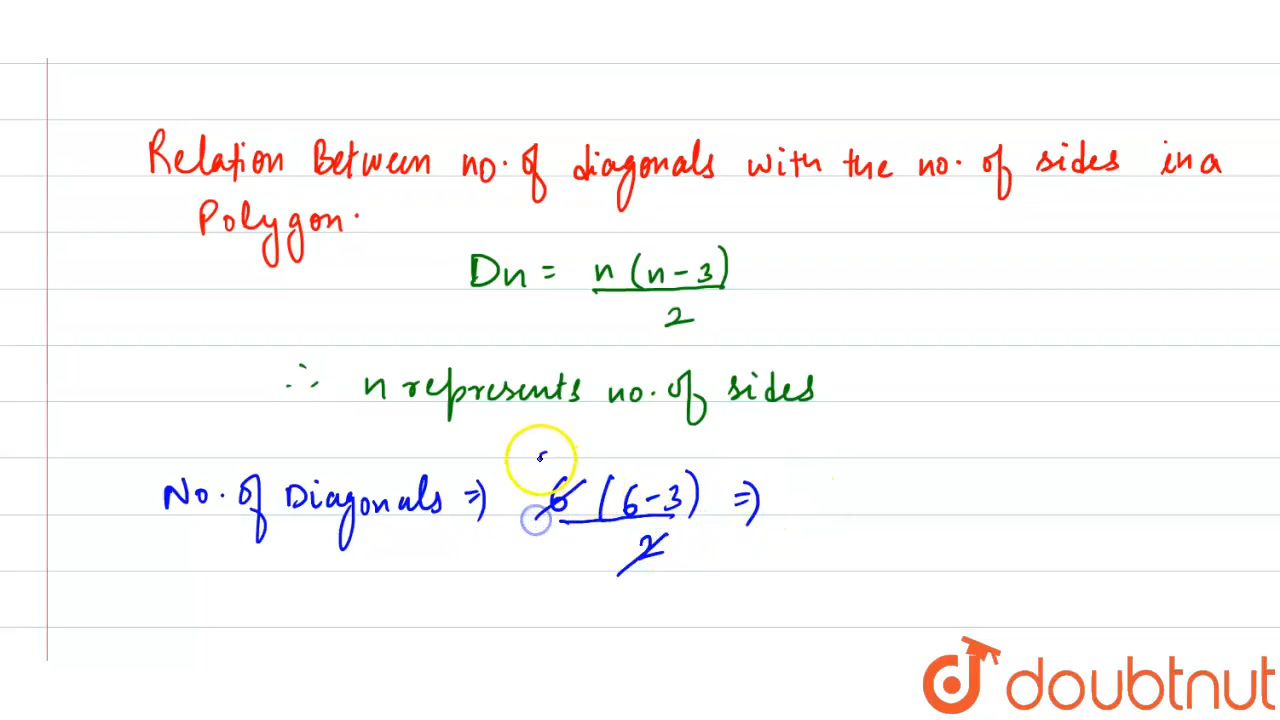 Relation Between no. of diagonals with the no. of sides in a
Polygon.
Dn = n(n-3)
2
∴ n represents no. of sides
No. of Diagonals ⇒ 6(6-3) ⇒
2
doubtnut